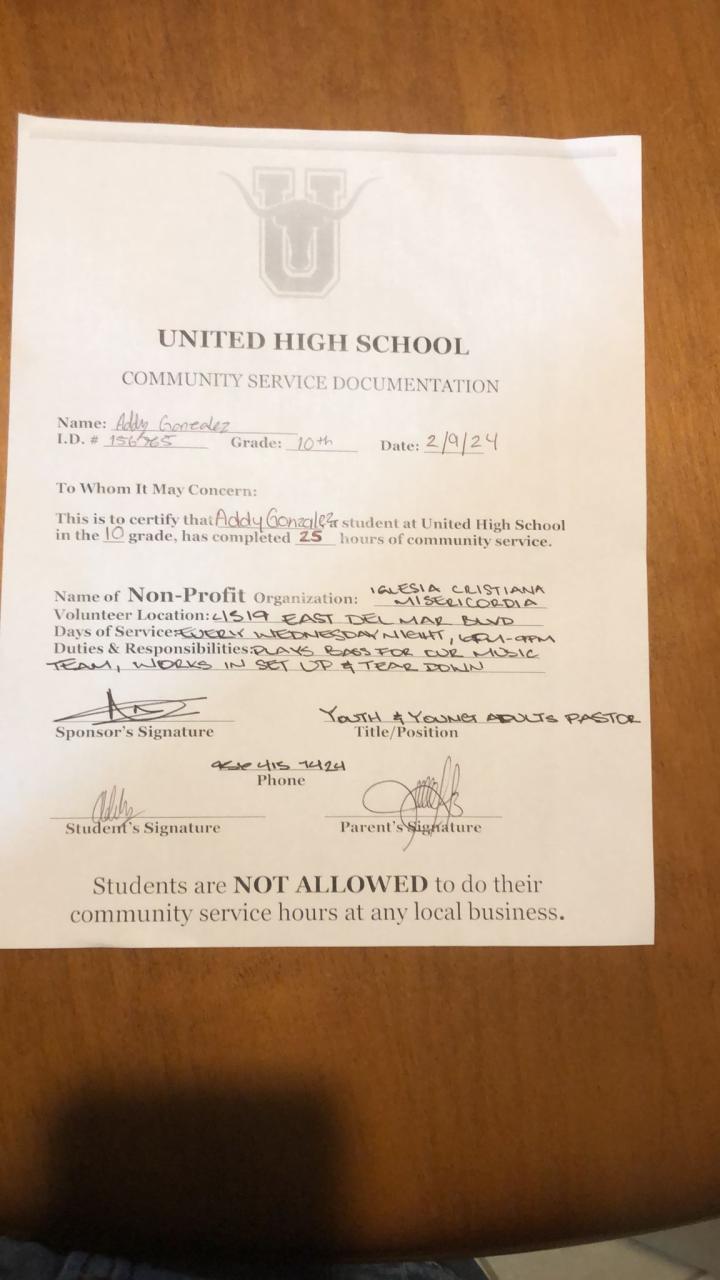 U
UNITED HIGH SCHOOL
COMMUNITY SERVICE DOCUMENTATION
Name: Addy Gonzalez
I.D. # Grade: 10th Date: 2/9/24
To Whom It May Concern:
This is to certify that Addy Gonzalez a student at United High School
in the 10 grade, has completed 25 hours of community service.
Name of Non-Profit Organization: IGLESIA CRISTIANA
MISERICORDIA
Volunteer Location: 1519 EAST DEL MAR BLVD
Days of Service: EVERY WEDNESDAY NIGHT, 6PM-9PM
Duties & Responsibilities: PLAYS BASS FOR OUR MUSIC
TEAM, WORKS IN SET UP & TEAR DOWN
YOUTH & YOUNG ADULTS PASTOR
Sponsor's Signature Title/Position
956 415 7424
Phone
Student's Signature Parent's Signature
Students are NOT ALLOWED to do their
community service hours at any local business.